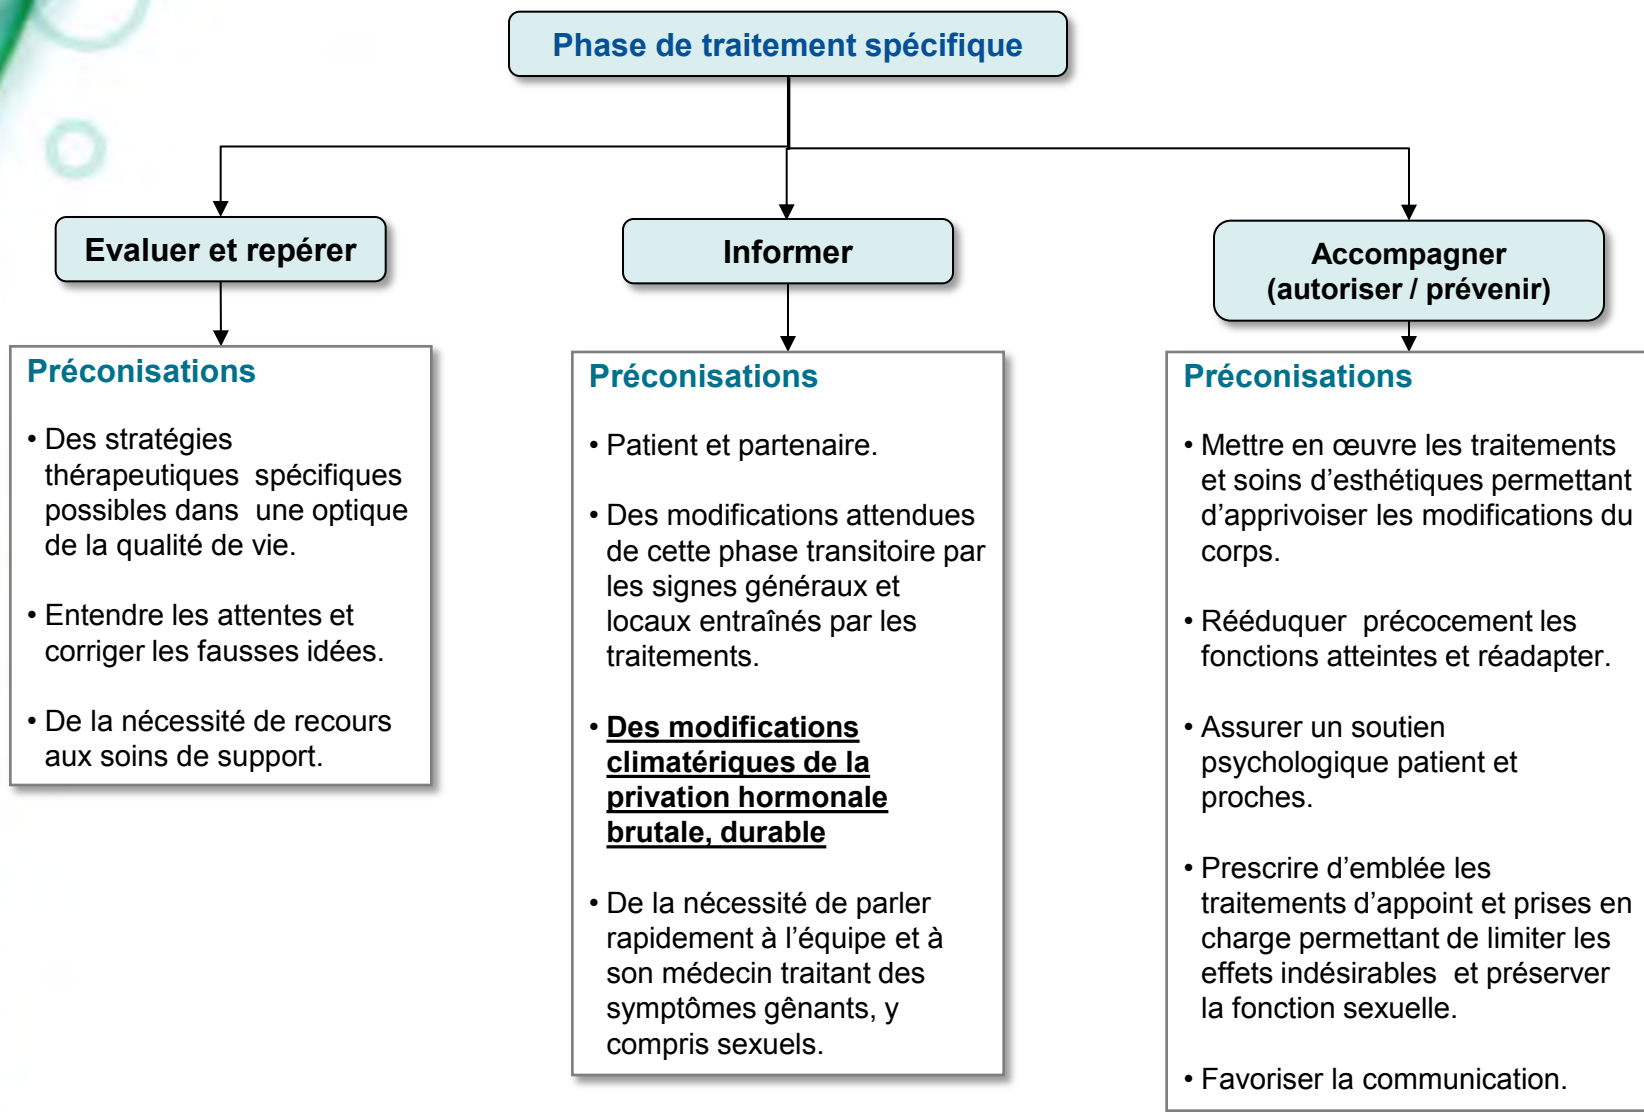 Phase de traitement spécifique
Evaluer et repérer
Préconisations
• Des stratégies
thérapeutiques spécifiques
possibles dans une optique
de la qualité de vie.
• Entendre les attentes et
corriger les fausses idées.
• De la nécessité de recours
aux soins de support.
Informer
Préconisations
• Patient et partenaire.
• Des modifications attendues
de cette phase transitoire par
les signes généraux et
locaux entraînés par les
traitements.
• Des modifications
climatériques de la
privation hormonale
brutale, durable
• De la nécessité de parler
rapidement à l’équipe et à
son médecin traitant des
symptômes gênants, y
compris sexuels.
Accompagner
(autoriser / prévenir)
Préconisations
• Mettre en œuvre les traitements
et soins d’esthétiques permettant
d’apprivoiser les modifications du
corps.
• Rééduquer précocement les
fonctions atteintes et réadapter.
• Assurer un soutien
psychologique patient et
proches.
• Prescrire d’emblée les
traitements d’appoint et prises en
charge permettant de limiter les
effets indésirables et préserver
la fonction sexuelle.
• Favoriser la communication.